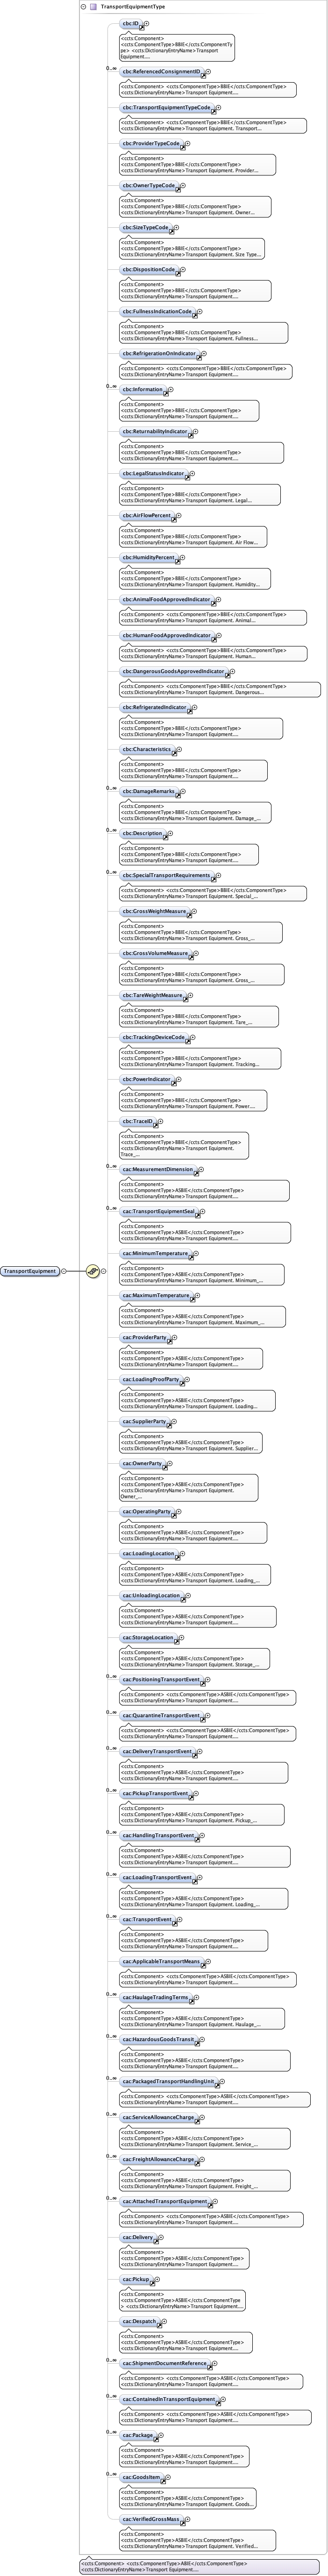 TransportEquipmentType
cbc:ID
<ccts:Component>
<ccts:ComponentType>BBIE</ccts:ComponentTy
pe> <ccts:DictionaryEntryName>Transport
Equipment....
0..∞ cbc:ReferencedConsignmentID
<ccts:Component> <ccts:ComponentType>BBIE</ccts:ComponentType>
<ccts:DictionaryEntryName>Transport Equipment....
cbc:TransportEquipmentTypeCode
<ccts:Component> <ccts:ComponentType>BBIE</ccts:ComponentType>
<ccts:DictionaryEntryName>Transport Equipment. Transport...
cbc:ProviderTypeCode
<ccts:Component>
<ccts:ComponentType>BBIE</ccts:ComponentType>
<ccts:DictionaryEntryName>Transport Equipment. Provider...
cbc:OwnerTypeCode
<ccts:Component>
<ccts:ComponentType>BBIE</ccts:ComponentType>
<ccts:DictionaryEntryName>Transport Equipment. Owner...
cbc:SizeTypeCode
<ccts:Component>
<ccts:ComponentType>BBIE</ccts:ComponentType>
<ccts:DictionaryEntryName>Transport Equipment. Size Type...
cbc:DispositionCode
<ccts:Component>
<ccts:ComponentType>BBIE</ccts:ComponentType>
<ccts:DictionaryEntryName>Transport Equipment....
cbc:FullnessIndicationCode
<ccts:Component>
<ccts:ComponentType>BBIE</ccts:ComponentType>
<ccts:DictionaryEntryName>Transport Equipment. Fullness...
cbc:RefrigerationOnIndicator
<ccts:Component> <ccts:ComponentType>BBIE</ccts:ComponentType>
<ccts:DictionaryEntryName>Transport Equipment....
0..∞ cbc:Information
<ccts:Component>
<ccts:ComponentType>BBIE</ccts:ComponentType>
<ccts:DictionaryEntryName>Transport Equipment....
cbc:ReturnabilityIndicator
<ccts:Component>
<ccts:ComponentType>BBIE</ccts:ComponentType>
<ccts:DictionaryEntryName>Transport Equipment....
cbc:LegalStatusIndicator
<ccts:Component>
<ccts:ComponentType>BBIE</ccts:ComponentType>
<ccts:DictionaryEntryName>Transport Equipment. Legal...
cbc:AirFlowPercent
<ccts:Component>
<ccts:ComponentType>BBIE</ccts:ComponentType>
<ccts:DictionaryEntryName>Transport Equipment. Air Flow...
cbc:HumidityPercent
<ccts:Component>
<ccts:ComponentType>BBIE</ccts:ComponentType>
<ccts:DictionaryEntryName>Transport Equipment. Humidity...
cbc:AnimalFoodApprovedIndicator
<ccts:Component> <ccts:ComponentType>BBIE</ccts:ComponentType>
<ccts:DictionaryEntryName>Transport Equipment. Animal...
cbc:HumanFoodApprovedIndicator
<ccts:Component> <ccts:ComponentType>BBIE</ccts:ComponentType>
<ccts:DictionaryEntryName>Transport Equipment. Human...
cbc:DangerousGoodsApprovedIndicator
<ccts:Component> <ccts:ComponentType>BBIE</ccts:ComponentType>
<ccts:DictionaryEntryName>Transport Equipment. Dangerous...
cbc:RefrigeratedIndicator
<ccts:Component>
<ccts:ComponentType>BBIE</ccts:ComponentType>
<ccts:DictionaryEntryName>Transport Equipment....
cbc:Characteristics
<ccts:Component>
<ccts:ComponentType>BBIE</ccts:ComponentType>
<ccts:DictionaryEntryName>Transport Equipment....
0..∞ cbc:DamageRemarks
<ccts:Component>
<ccts:ComponentType>BBIE</ccts:ComponentType>
<ccts:DictionaryEntryName>Transport Equipment. Damage_...
0..∞ cbc:Description
<ccts:Component>
<ccts:ComponentType>BBIE</ccts:ComponentType>
<ccts:DictionaryEntryName>Transport Equipment....
0..∞ cbc:SpecialTransportRequirements
<ccts:Component> <ccts:ComponentType>BBIE</ccts:ComponentType>
<ccts:DictionaryEntryName>Transport Equipment. Special_...
cbc:GrossWeightMeasure
<ccts:Component>
<ccts:ComponentType>BBIE</ccts:ComponentType>
<ccts:DictionaryEntryName>Transport Equipment. Gross_...
cbc:GrossVolumeMeasure
<ccts:Component>
<ccts:ComponentType>BBIE</ccts:ComponentType>
<ccts:DictionaryEntryName>Transport Equipment. Gross_...
cbc:TareWeightMeasure
<ccts:Component>
<ccts:ComponentType>BBIE</ccts:ComponentType>
<ccts:DictionaryEntryName>Transport Equipment. Tare_...
cbc:TrackingDeviceCode
<ccts:Component>
<ccts:ComponentType>BBIE</ccts:ComponentType>
<ccts:DictionaryEntryName>Transport Equipment. Tracking...
cbc:PowerIndicator
<ccts:Component>
<ccts:ComponentType>BBIE</ccts:ComponentType>
<ccts:DictionaryEntryName>Transport Equipment. Power....
cbc:TraceID
<ccts:Component>
<ccts:ComponentType>BBIE</ccts:ComponentType>
<ccts:DictionaryEntryName>Transport Equipment.
Trace_...
0..∞ cac:MeasurementDimension
<ccts:Component>
<ccts:ComponentType>ASBIE</ccts:ComponentType>
<ccts:DictionaryEntryName>Transport Equipment....
0..∞ cac:TransportEquipmentSeal
<ccts:Component>
<ccts:ComponentType>ASBIE</ccts:ComponentType>
<ccts:DictionaryEntryName>Transport Equipment....
cac:MinimumTemperature
<ccts:Component>
<ccts:ComponentType>ASBIE</ccts:ComponentType>
<ccts:DictionaryEntryName>Transport Equipment. Minimum_...
TransportEquipment
cac:MaximumTemperature
<ccts:Component>
<ccts:ComponentType>ASBIE</ccts:ComponentType>
<ccts:DictionaryEntryName>Transport Equipment. Maximum_...
cac:ProviderParty
<ccts:Component>
<ccts:ComponentType>ASBIE</ccts:ComponentType>
<ccts:DictionaryEntryName>Transport Equipment....
cac:LoadingProofParty
<ccts:Component>
<ccts:ComponentType>ASBIE</ccts:ComponentType>
<ccts:DictionaryEntryName>Transport Equipment. Loading...
cac:SupplierParty
<ccts:Component>
<ccts:ComponentType>ASBIE</ccts:ComponentType>
<ccts:DictionaryEntryName>Transport Equipment. Supplier...
cac:OwnerParty
<ccts:Component>
<ccts:ComponentType>ASBIE</ccts:ComponentType>
<ccts:DictionaryEntryName>Transport Equipment.
Owner_...
cac:OperatingParty
<ccts:Component>
<ccts:ComponentType>ASBIE</ccts:ComponentType>
<ccts:DictionaryEntryName>Transport Equipment....
cac:LoadingLocation
<ccts:Component>
<ccts:ComponentType>ASBIE</ccts:ComponentType>
<ccts:DictionaryEntryName>Transport Equipment. Loading_...
cac:UnloadingLocation
<ccts:Component>
<ccts:ComponentType>ASBIE</ccts:ComponentType>
<ccts:DictionaryEntryName>Transport Equipment....
cac:StorageLocation
<ccts:Component>
<ccts:ComponentType>ASBIE</ccts:ComponentType>
<ccts:DictionaryEntryName>Transport Equipment. Storage_...
0..∞ cac:PositioningTransportEvent
<ccts:Component> <ccts:ComponentType>ASBIE</ccts:ComponentType>
<ccts:DictionaryEntryName>Transport Equipment....
0..∞ cac:QuarantineTransportEvent
<ccts:Component> <ccts:ComponentType>ASBIE</ccts:ComponentType>
<ccts:DictionaryEntryName>Transport Equipment....
0..∞ cac:DeliveryTransportEvent
<ccts:Component>
<ccts:ComponentType>ASBIE</ccts:ComponentType>
<ccts:DictionaryEntryName>Transport Equipment....
0..∞ cac:PickupTransportEvent
<ccts:Component>
<ccts:ComponentType>ASBIE</ccts:ComponentType>
<ccts:DictionaryEntryName>Transport Equipment. Pickup_...
0..∞ cac:HandlingTransportEvent
<ccts:Component>
<ccts:ComponentType>ASBIE</ccts:ComponentType>
<ccts:DictionaryEntryName>Transport Equipment....
0..∞ cac:LoadingTransportEvent
<ccts:Component>
<ccts:ComponentType>ASBIE</ccts:ComponentType>
<ccts:DictionaryEntryName>Transport Equipment. Loading_...
0..∞ cac:TransportEvent
<ccts:Component>
<ccts:ComponentType>ASBIE</ccts:ComponentType>
<ccts:DictionaryEntryName>Transport Equipment....
cac:ApplicableTransportMeans
<ccts:Component> <ccts:ComponentType>ASBIE</ccts:ComponentType>
<ccts:DictionaryEntryName>Transport Equipment....
0..∞ cac:HaulageTradingTerms
<ccts:Component>
<ccts:ComponentType>ASBIE</ccts:ComponentType>
<ccts:DictionaryEntryName>Transport Equipment. Haulage_...
0..∞ cac:HazardousGoodsTransit
<ccts:Component>
<ccts:ComponentType>ASBIE</ccts:ComponentType>
<ccts:DictionaryEntryName>Transport Equipment....
0..∞ cac:PackagedTransportHandlingUnit
<ccts:Component> <ccts:ComponentType>ASBIE</ccts:ComponentType>
<ccts:DictionaryEntryName>Transport Equipment....
0..∞ cac:ServiceAllowanceCharge
<ccts:Component>
<ccts:ComponentType>ASBIE</ccts:ComponentType>
<ccts:DictionaryEntryName>Transport Equipment. Service_...
0..∞ cac:FreightAllowanceCharge
<ccts:Component>
<ccts:ComponentType>ASBIE</ccts:ComponentType>
<ccts:DictionaryEntryName>Transport Equipment. Freight_...
0..∞ cac:AttachedTransportEquipment
<ccts:Component> <ccts:ComponentType>ASBIE</ccts:ComponentType>
<ccts:DictionaryEntryName>Transport Equipment....
cac:Delivery
<ccts:Component>
<ccts:ComponentType>ASBIE</ccts:ComponentType>
<ccts:DictionaryEntryName>Transport Equipment....
cac:Pickup
<ccts:Component>
<ccts:ComponentType>ASBIE</ccts:ComponentType
> <ccts:DictionaryEntryName>Transport Equipment....
cac:Despatch
<ccts:Component>
<ccts:ComponentType>ASBIE</ccts:ComponentType>
<ccts:DictionaryEntryName>Transport Equipment....
0..∞ cac:ShipmentDocumentReference
<ccts:Component> <ccts:ComponentType>ASBIE</ccts:ComponentType>
<ccts:DictionaryEntryName>Transport Equipment....
0..∞ cac:ContainedInTransportEquipment
<ccts:Component> <ccts:ComponentType>ASBIE</ccts:ComponentType>
<ccts:DictionaryEntryName>Transport Equipment....
0..∞ cac:Package
<ccts:Component>
<ccts:ComponentType>ASBIE</ccts:ComponentType>
<ccts:DictionaryEntryName>Transport Equipment....
0..∞ cac:GoodsItem
<ccts:Component>
<ccts:ComponentType>ASBIE</ccts:ComponentType>
<ccts:DictionaryEntryName>Transport Equipment. Goods...
cac:VerifiedGrossMass
<ccts:Component>
<ccts:ComponentType>ASBIE</ccts:ComponentType>
<ccts:DictionaryEntryName>Transport Equipment. Verified...
<ccts:Component> <ccts:ComponentType>ABIE</ccts:ComponentType>
<ccts:DictionaryEntryName>Transport Equipment....